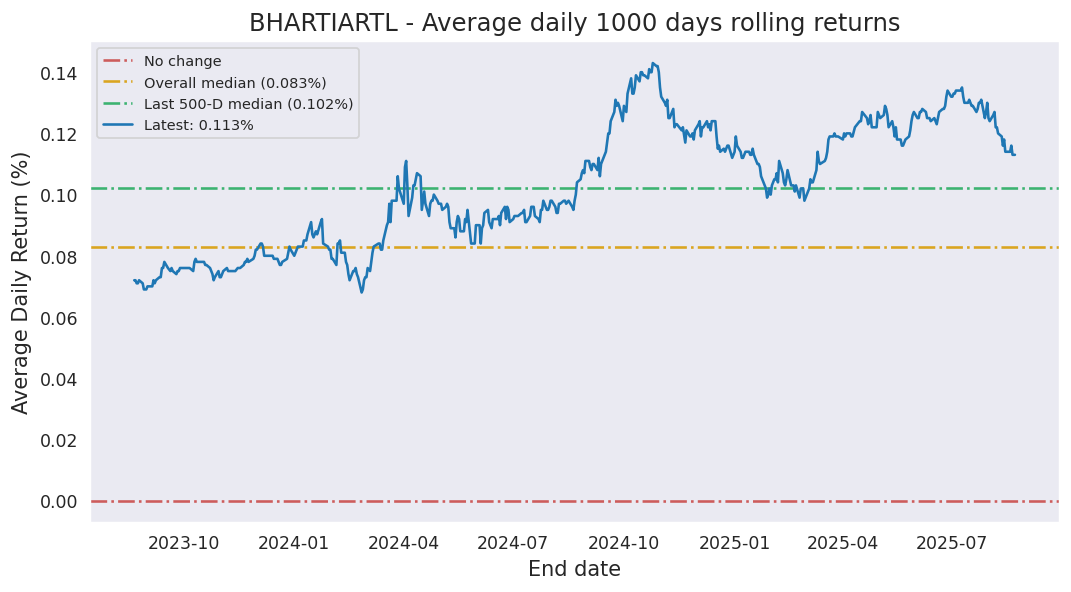 BHARTIARTL - Average daily 1000 days rolling returns
No change
Overall median (0.083%)
Last 500-D median (0.102%)
Latest: 0.113%
Average Daily Return (%)
0.14
0.12
0.10
0.08
0.06
0.04
0.02
0.00
2023-10 2024-01 2024-04 2024-07 2024-10 2025-01 2025-04 2025-07
End date